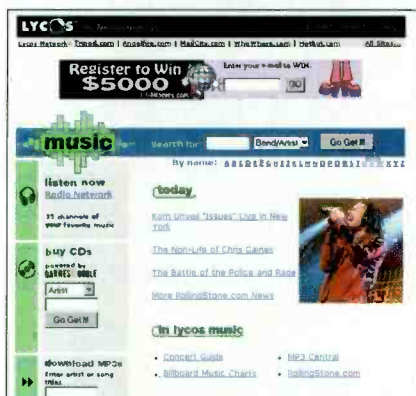 LYCOS
Lycos Network Tripod.com | Angelfire.com | MailCity.com | WhoWhere.com | HotBot.com All Sites...
Register to Win
$5000
Enter your e-mail to WIN.
GO
music
Search for Band/Artist Go Get It!
By name: A B C D E F G H I J K L M N O P Q R S T U V W X Y Z
listen now
Radio Network
channels of
your favorite music
today
Korn Unveil "Issues" Live in New
York
The Non-Life of Chris Gaines
The Battle of the Police and Rage
More RollingStone.com News
buy CDs
powered by
BARNES NOBLE
Artist
Go Get It!
in lycos music
• Concert Guide
• MP3 Central
• Billboard Music Charts
• RollingStone.com
download MP3s
Enter artist or song
titles